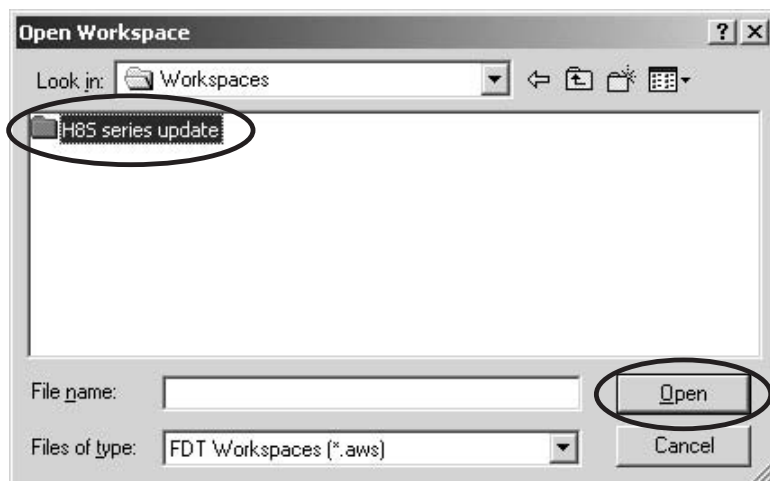 Open Workspace
Look in: Workspaces
H8S series update
File name:
Open
Files of type: FDT Workspaces (*.aws)
Cancel